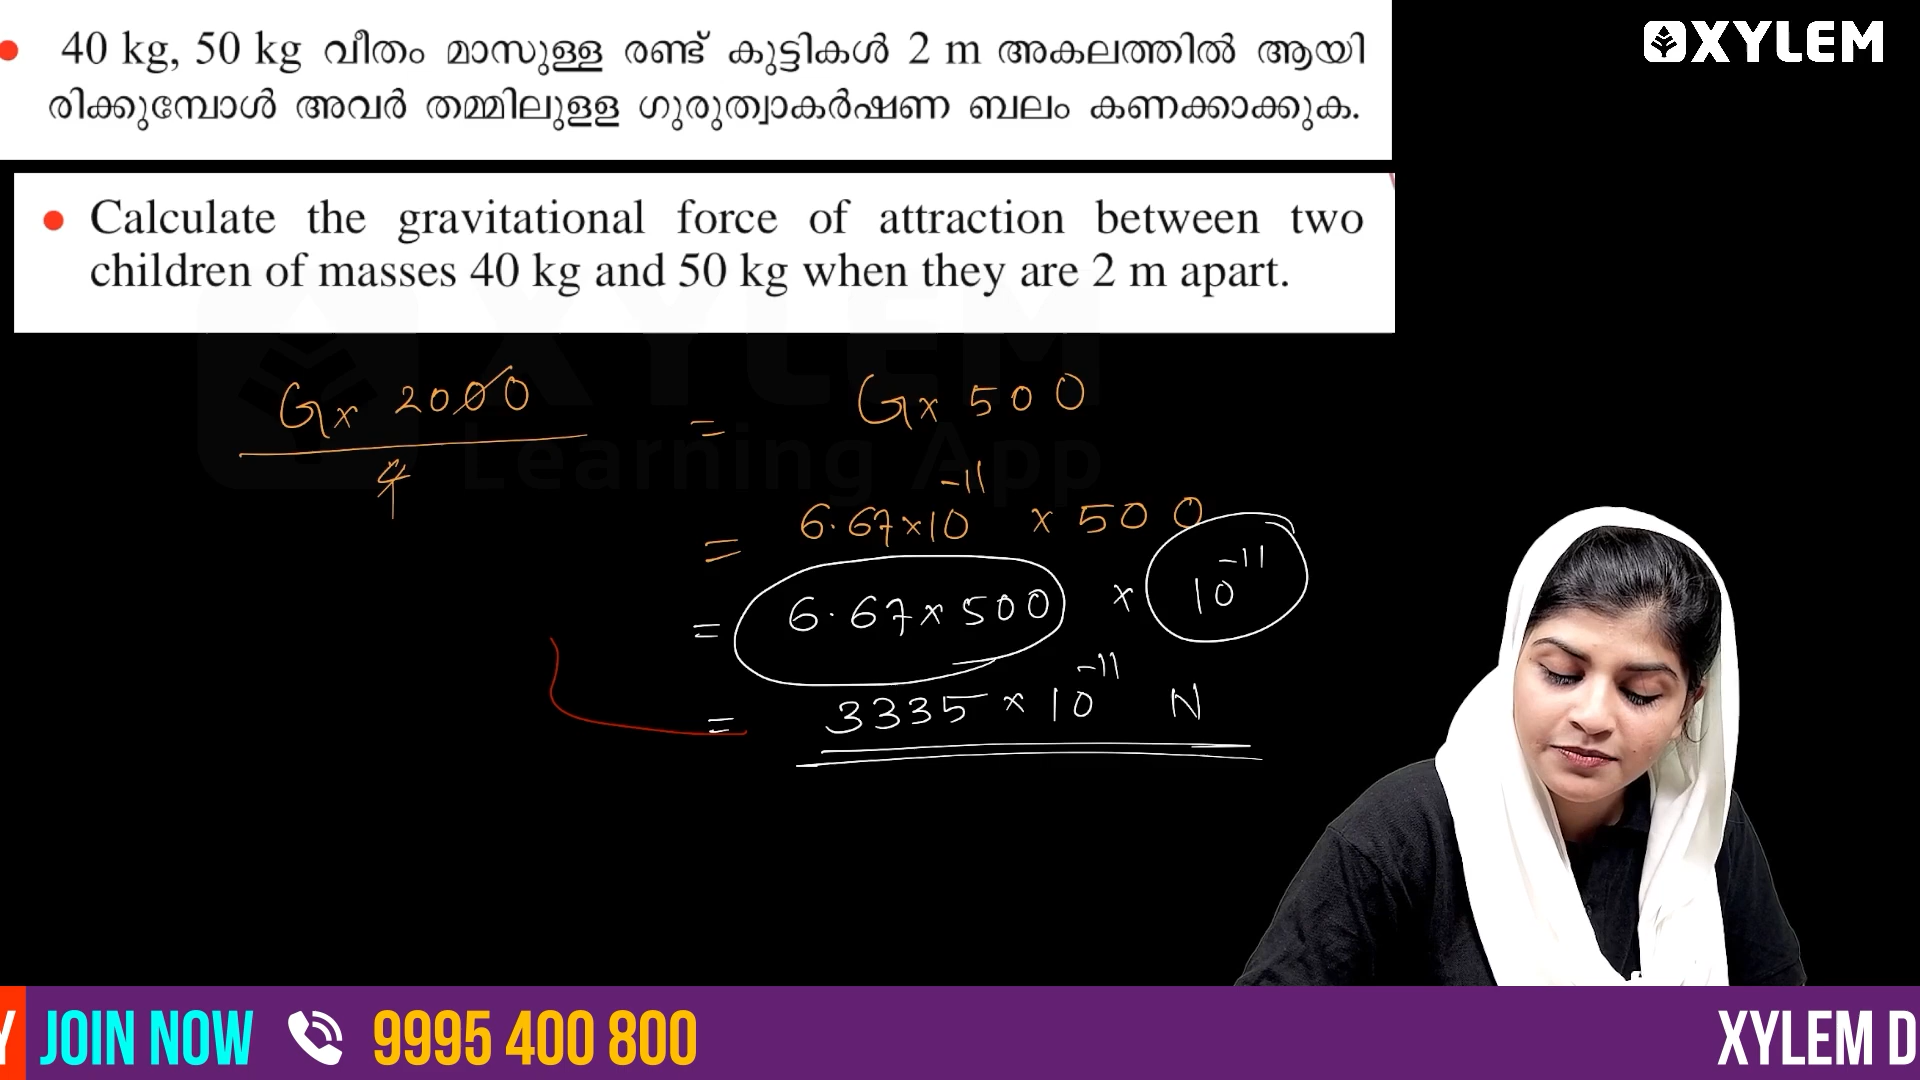 XYLEM
40 kg, 50 kg വീതം മാസുള്ള രണ്ട് കുട്ടികൾ 2 m അകലത്തിൽ ആയി
രിക്കുമ്പോൾ അവർ തമ്മിലുള്ള ഗുരുത്വാകർഷണ ബലം കണക്കാക്കുക.
• Calculate the gravitational force of attraction between two
children of masses 40 kg and 50 kg when they are 2 m apart.
XYLEM
Learning App
G x 2000 / 4 = G x 500
= 6.67 x 10⁻¹¹ x 500
= 6.67 x 500 x 10⁻¹¹
= 3335 x 10⁻¹¹ N
Y JOIN NOW 9995 400 800 XYLEM D